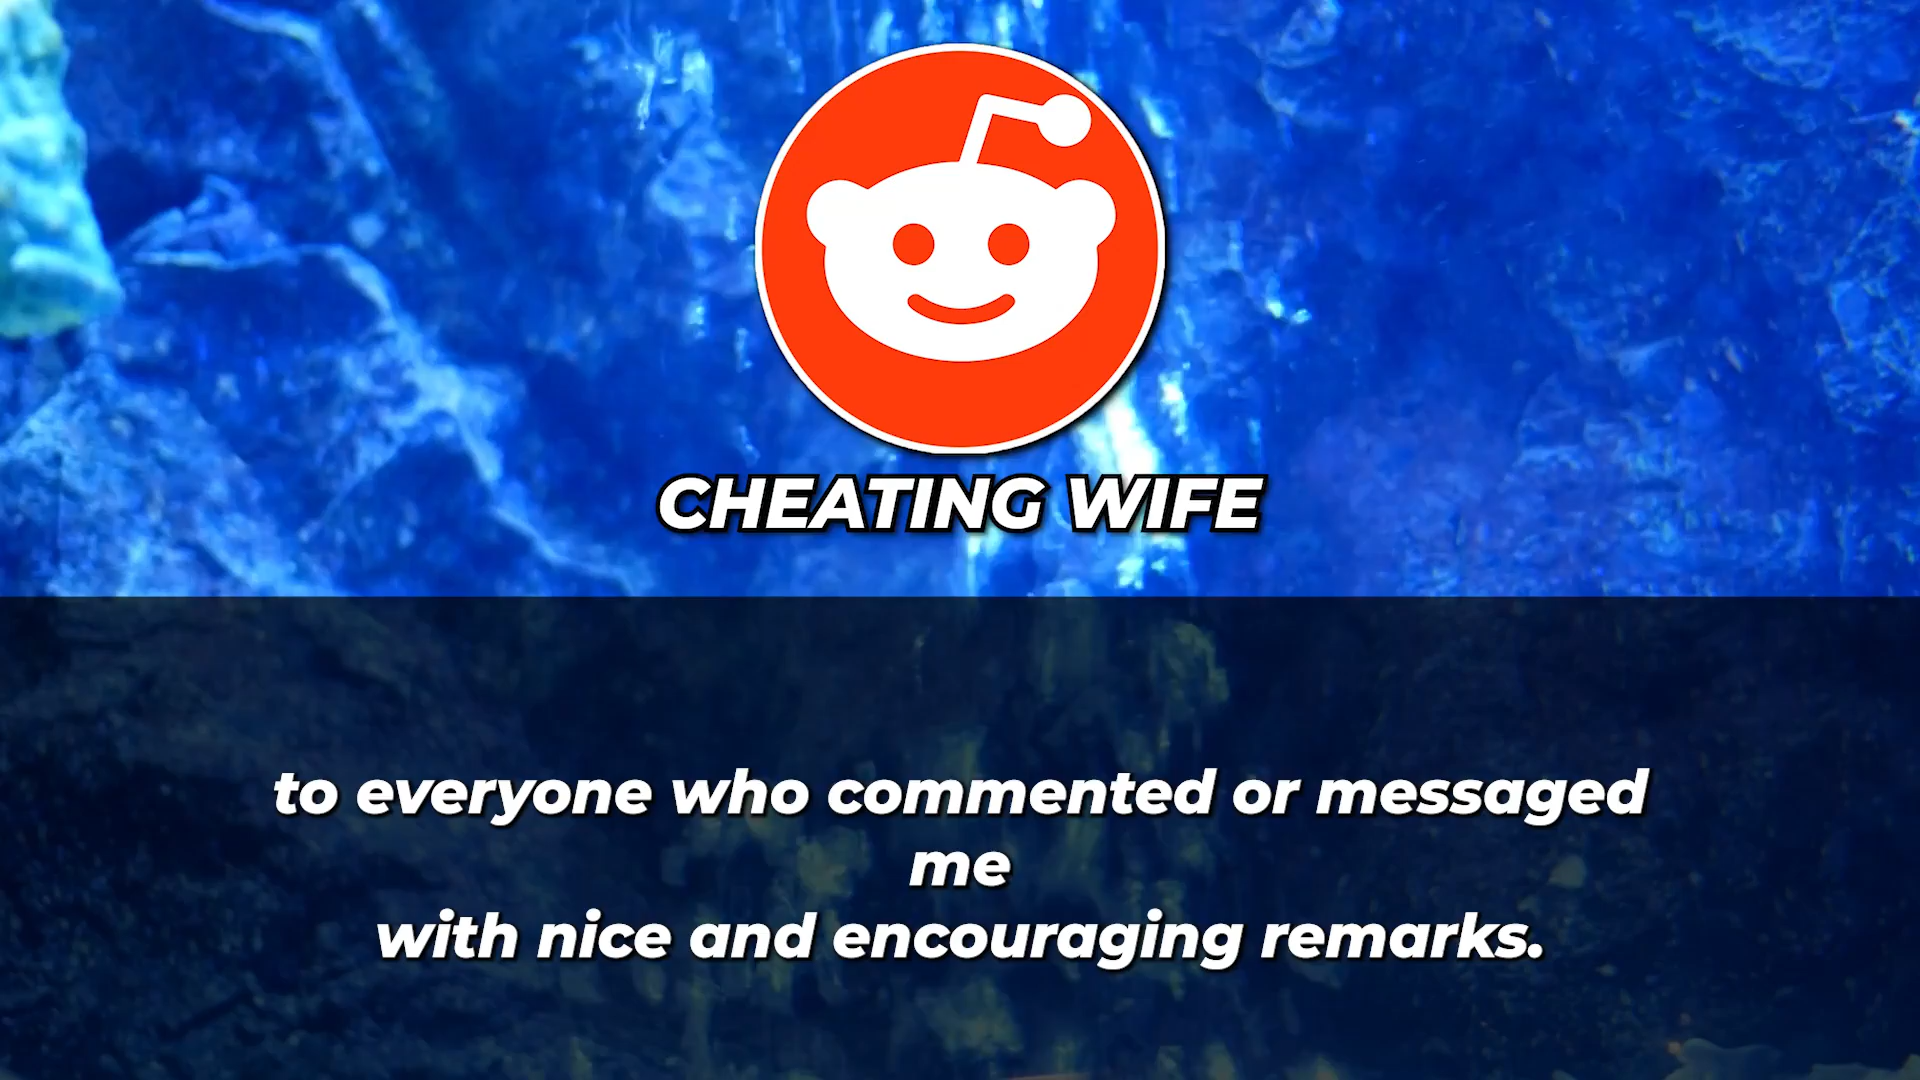 CHEATING WIFE
to everyone who commented or messaged
me
with nice and encouraging remarks.